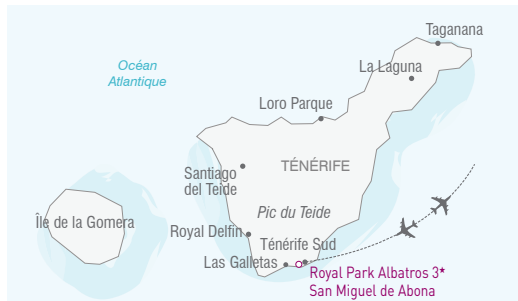 Taganana
Océan
Atlantique
La Laguna
Loro Parque
TÉNÉRIFE
Santiago
del Teide
Pic du Teide
Île de la Gomera
Royal Delfín
Ténérife Sud
Las Galletas
Royal Park Albatros 3★
San Miguel de Abona